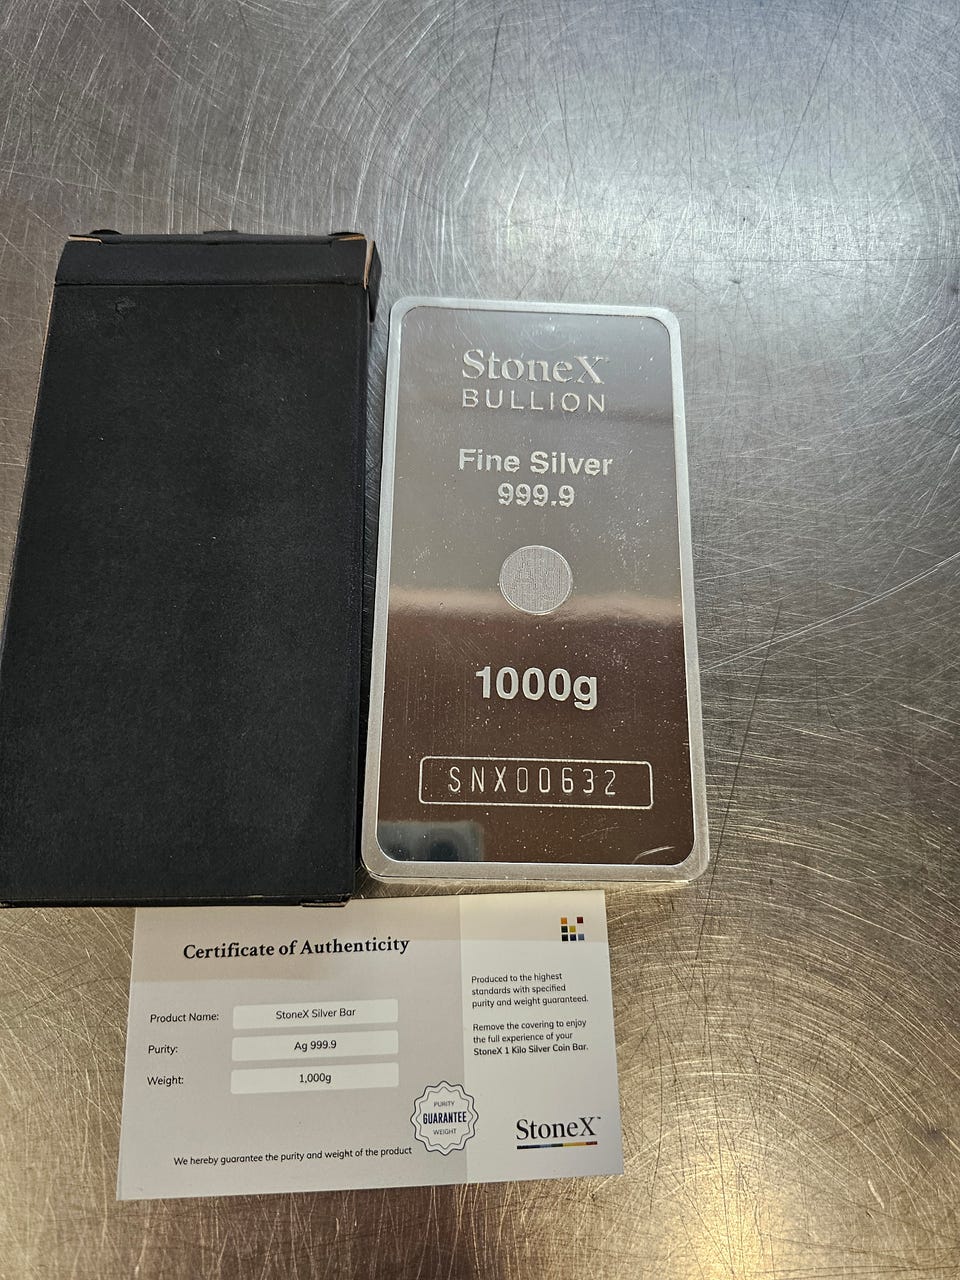 StoneX
BULLION
Fine Silver
999.9
Ag
1000g
SNX00632
Certificate of Authenticity
Product Name: StoneX Silver Bar
Purity: Ag 999.9
Weight: 1,000g
We hereby guarantee the purity and weight of the product
PURITY
GUARANTEE
WEIGHT
Produced to the highest
standards with specified
purity and weight guaranteed.
Remove the covering to enjoy
the full experience of your
StoneX 1 Kilo Silver Coin Bar.
StoneX™